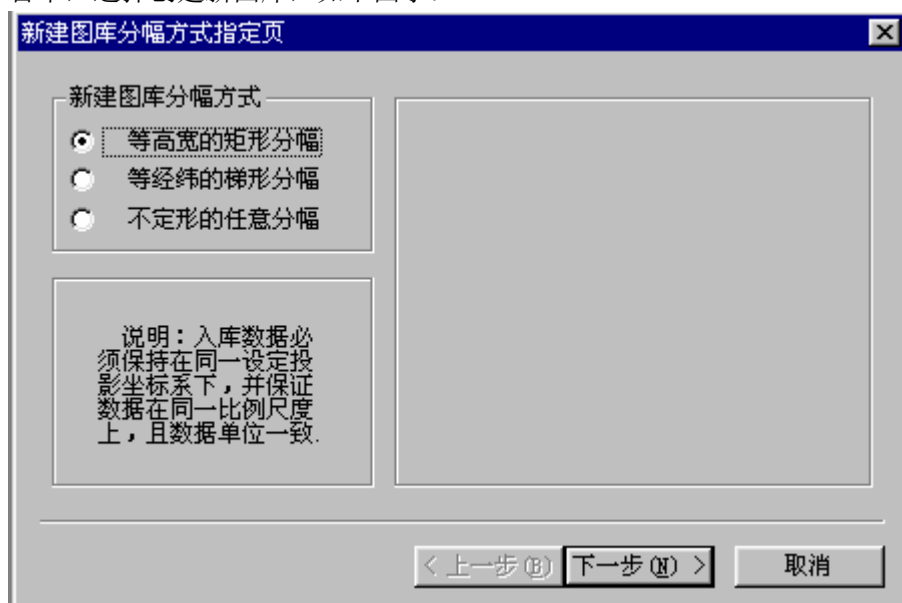 新建图库分幅方式指定页
新建图库分幅方式
等高宽的矩形分幅
等经纬的梯形分幅
不定形的任意分幅
说明：入库数据必
须保持在同一设定投
影坐标系下，并保证
数据在同一比例尺度
上，且数据单位一致.
< 上一步(B)
下一步(N) >
取消